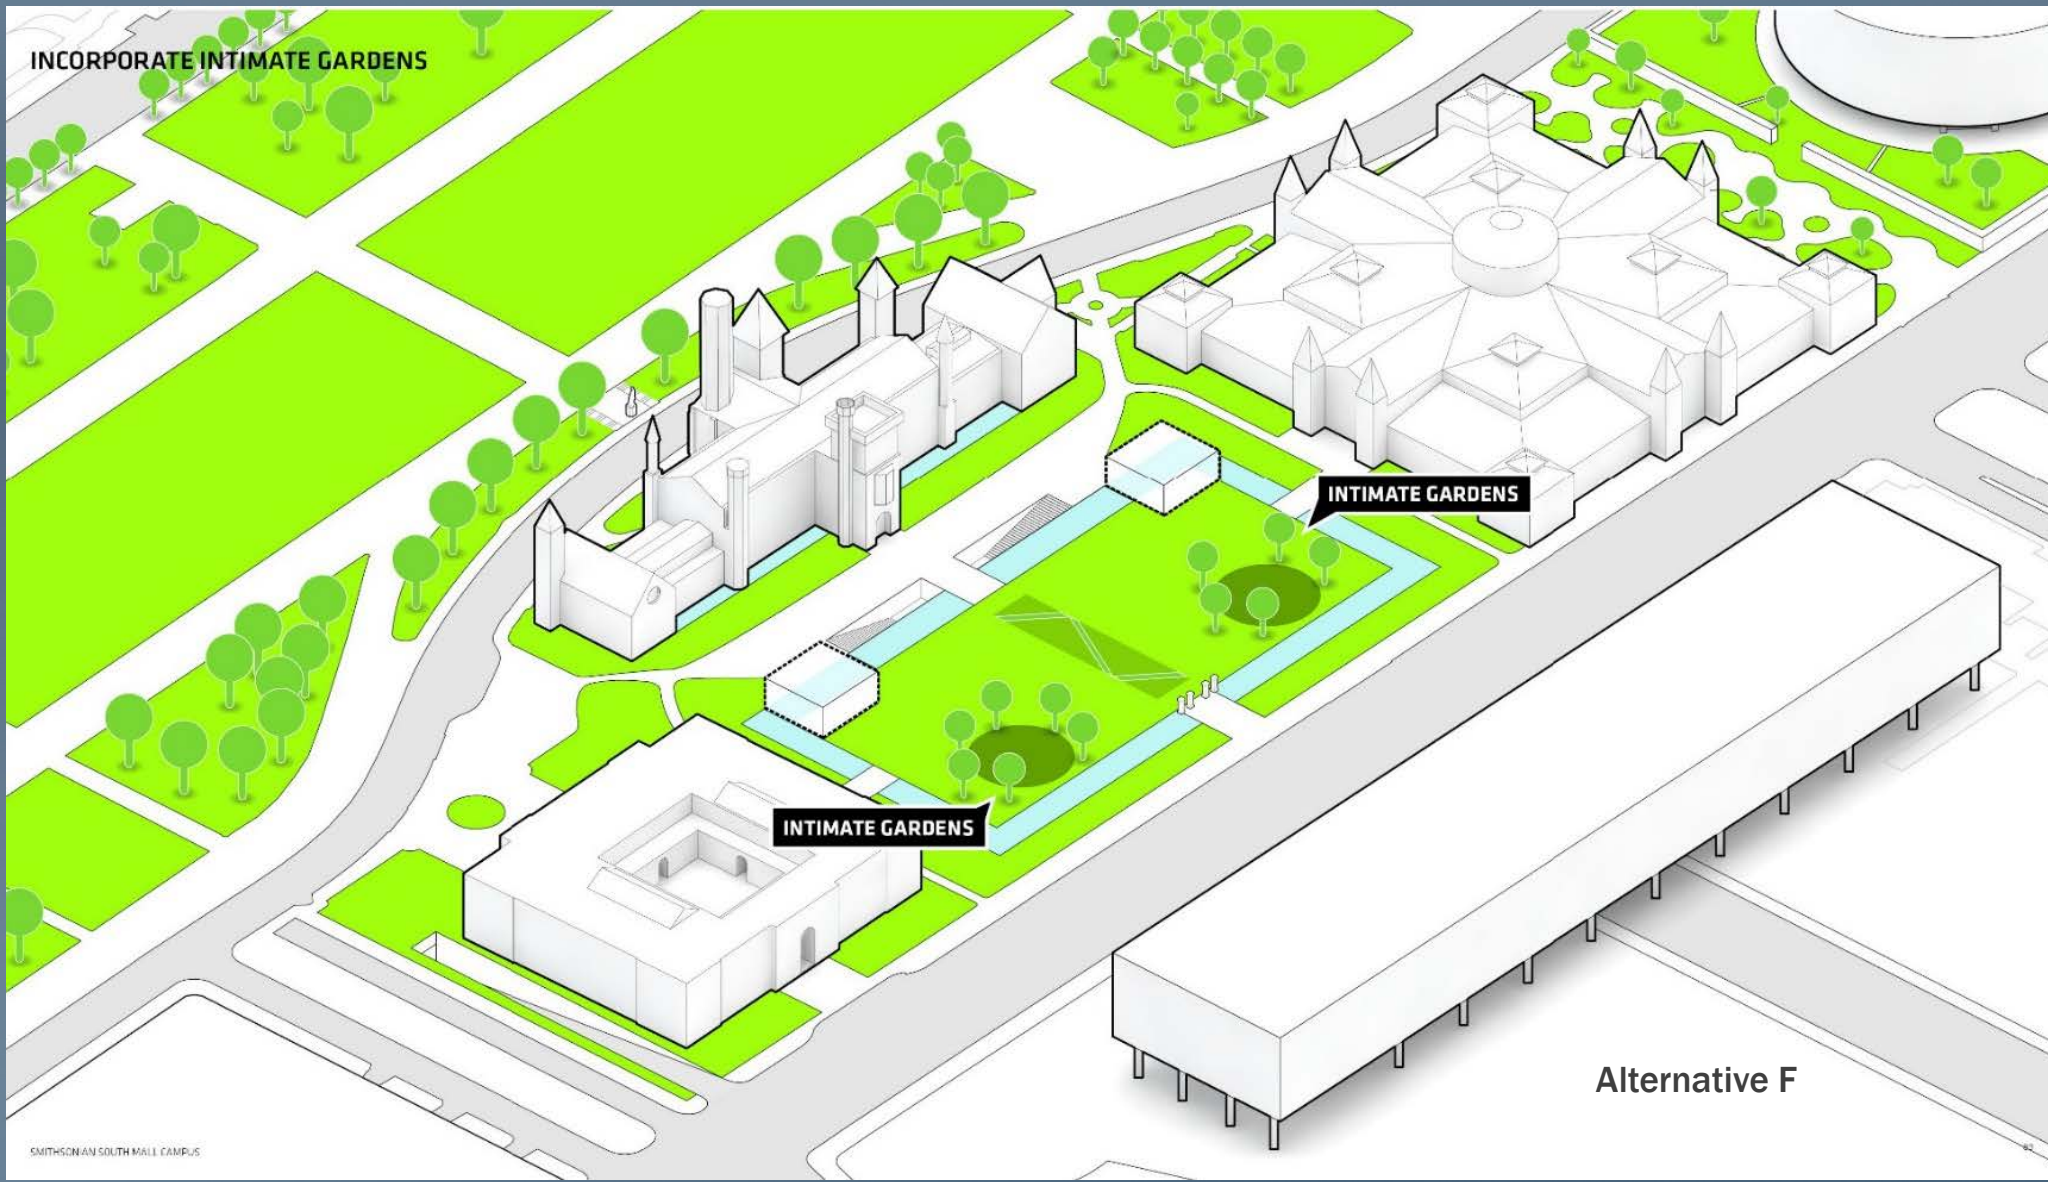 INCORPORATE INTIMATE GARDENS
INTIMATE GARDENS
INTIMATE GARDENS
Alternative F
SMITHSONIAN SOUTH MALL CAMPUS